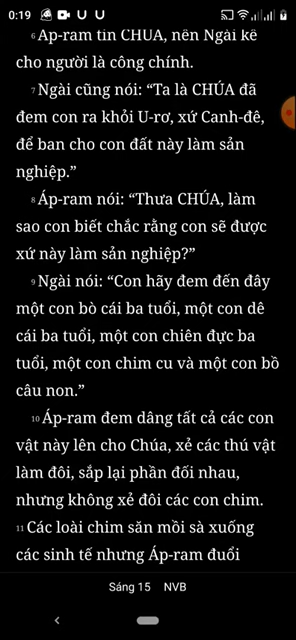 0:19
6 Áp-ram tin CHÚA, nên Ngài kể
cho người là công chính.
7 Ngài cũng nói: “Ta là CHÚA đã
đem con ra khỏi U-rơ, xứ Canh-đê,
để ban cho con đất này làm sản
nghiệp.”
8 Áp-ram nói: “Thưa CHÚA, làm
sao con biết chắc rằng con sẽ được
xứ này làm sản nghiệp?”
9 Ngài nói: “Con hãy đem đến đây
một con bò cái ba tuổi, một con dê
cái ba tuổi, một con chiên đực ba
tuổi, một con chim cu và một con bồ
câu non.”
10 Áp-ram đem dâng tất cả các con
vật này lên cho Chúa, xẻ các thú vật
làm đôi, sắp lại phần đối nhau,
nhưng không xẻ đôi các con chim.
11 Các loài chim săn mồi sà xuống
các sinh tế nhưng Áp-ram đuổi
Sáng 15 NVB